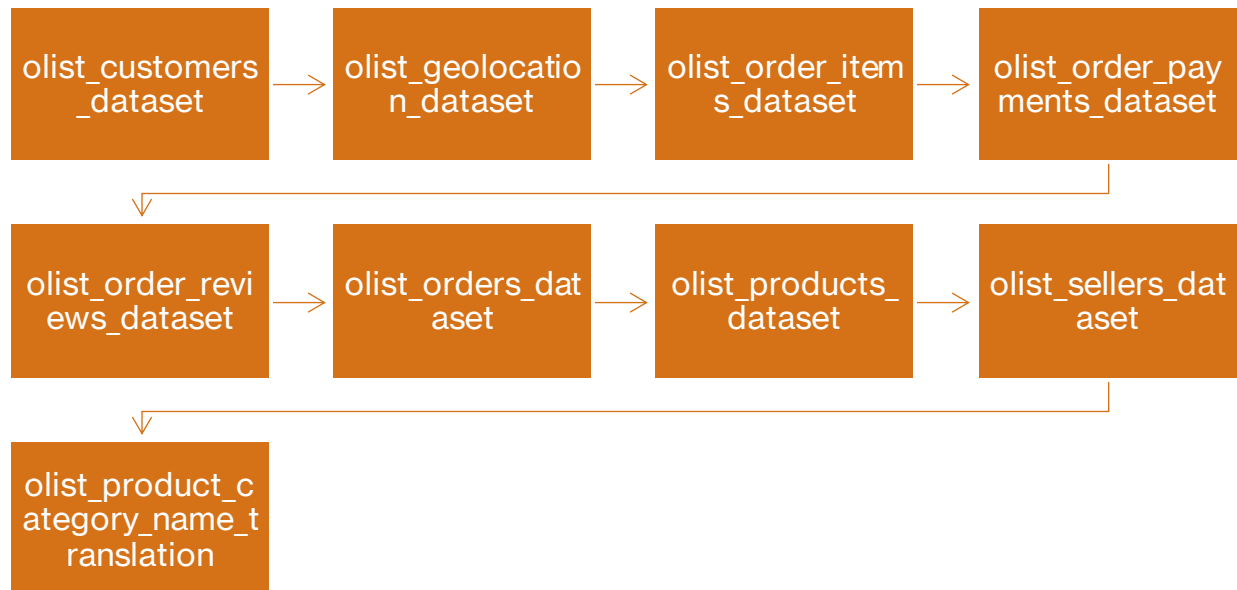 olist_customers
_dataset
olist_geolocatio
n_dataset
olist_order_item
s_dataset
olist_order_pay
ments_dataset
olist_order_revi
ews_dataset
olist_orders_dat
aset
olist_products_
dataset
olist_sellers_dat
aset
olist_product_c
ategory_name_t
ranslation